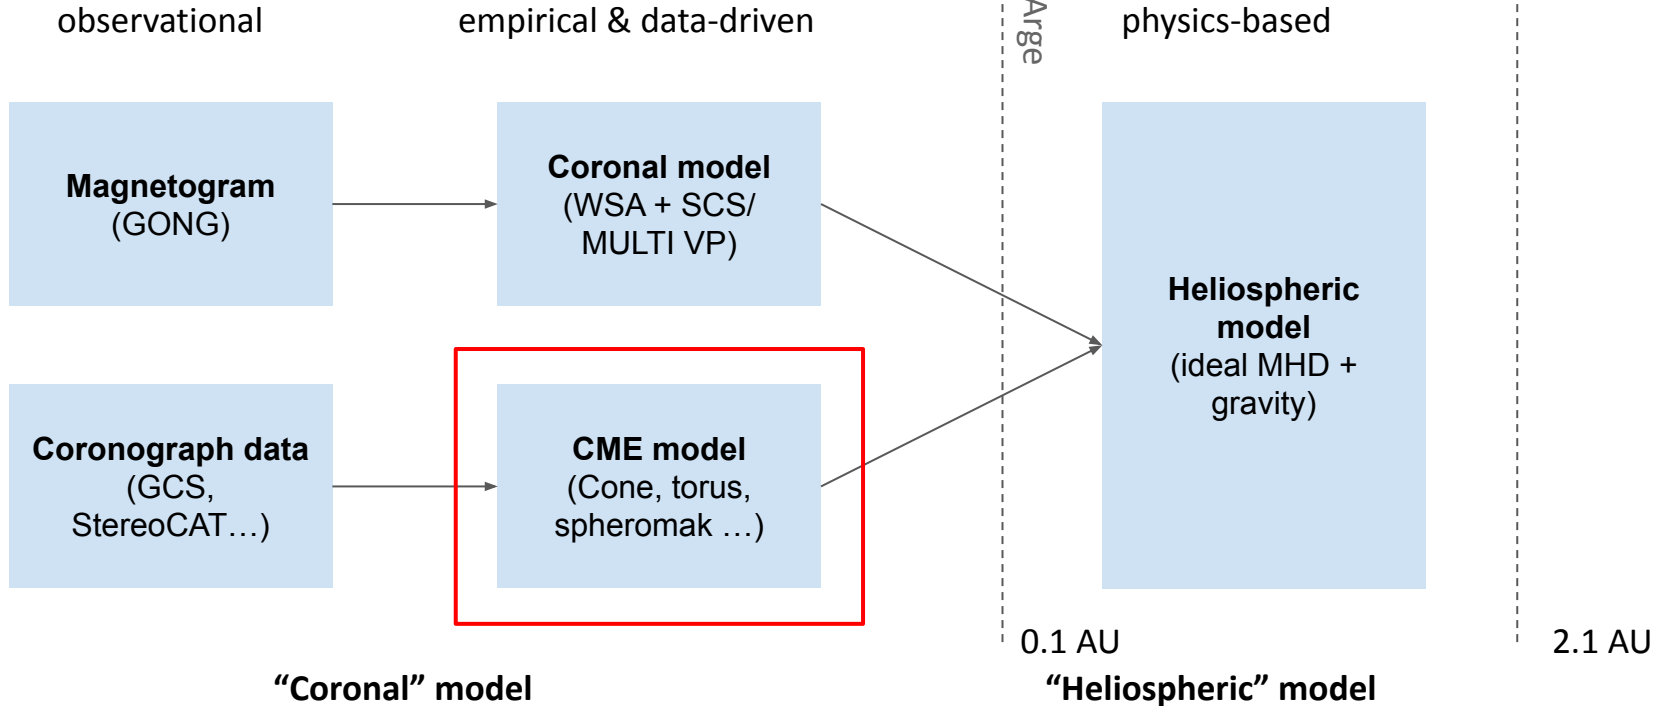 observational
empirical & data-driven
Arge
physics-based
Magnetogram
(GONG)
Coronal model
(WSA + SCS/
MULTI VP)
Heliospheric
model
(ideal MHD +
gravity)
Coronograph data
(GCS,
StereoCAT…)
CME model
(Cone, torus,
spheromak …)
0.1 AU
2.1 AU
“Coronal” model
“Heliospheric” model